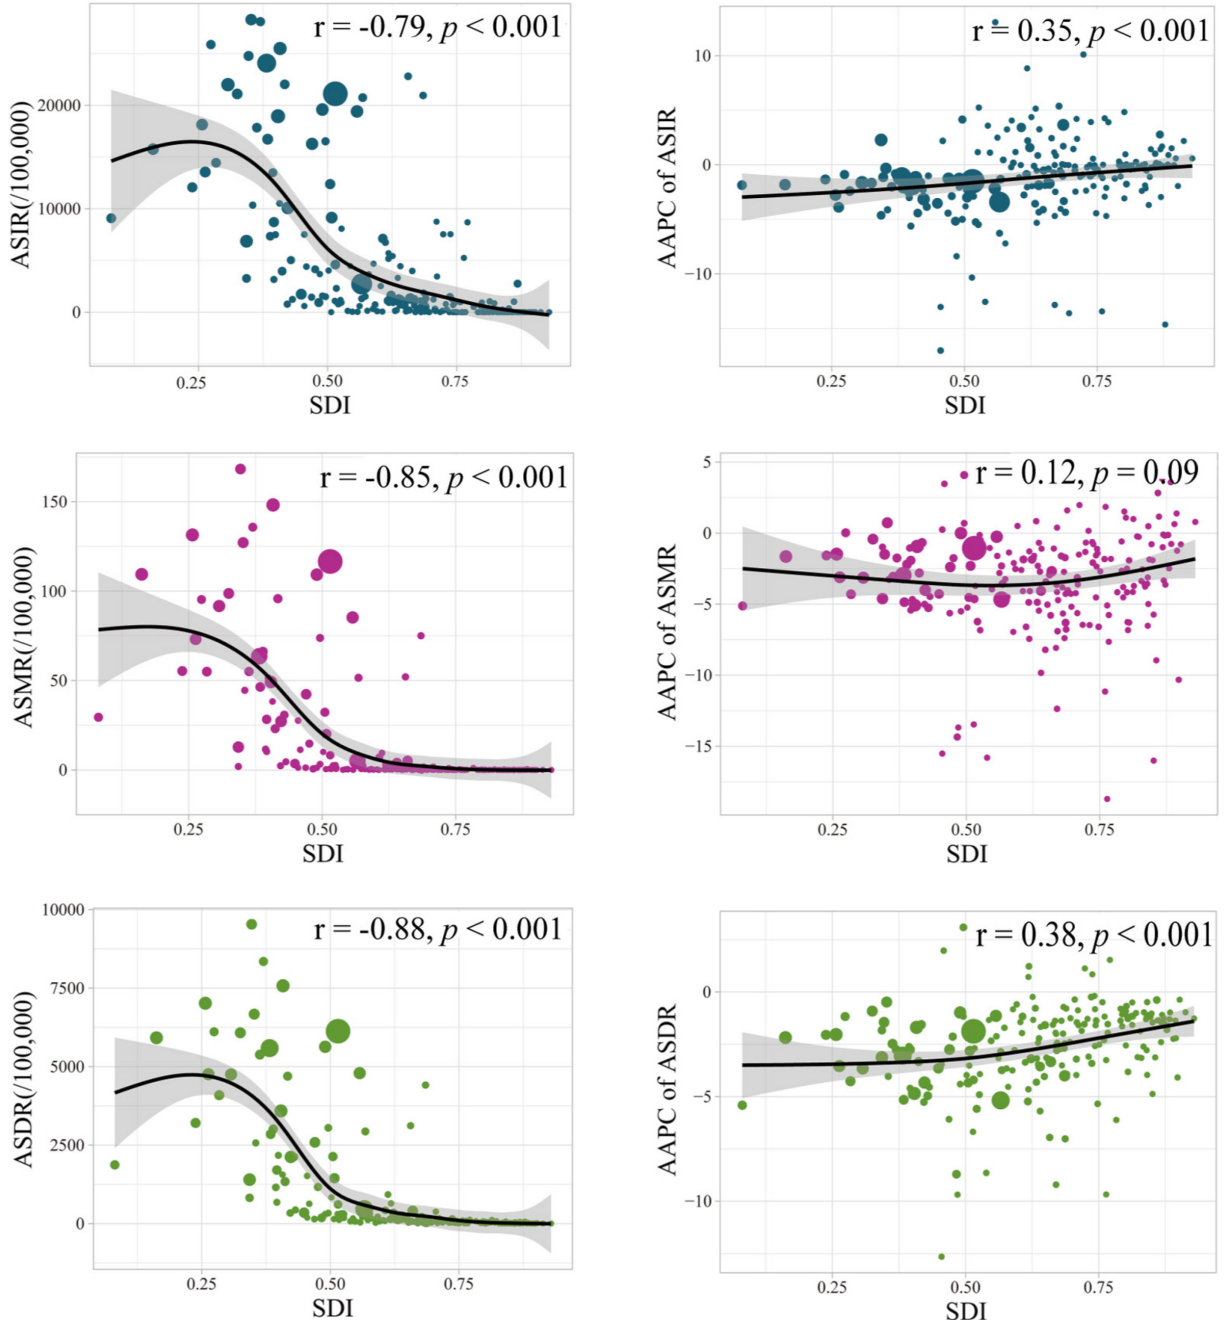 r = -0.79, p < 0.001
ASIR(/100,000)
20000
10000
0
0.25
0.50
0.75
SDI
r = 0.35, p < 0.001
AAPC of ASIR
10
0
−10
0.25
0.50
0.75
SDI
r = -0.85, p < 0.001
ASMR(/100,000)
150
100
50
0
0.25
0.50
0.75
SDI
r = 0.12, p = 0.09
AAPC of ASMR
5
0
−5
−10
−15
0.25
0.50
0.75
SDI
r = -0.88, p < 0.001
ASDR(/100,000)
10000
7500
5000
2500
0
0.25
0.50
0.75
SDI
r = 0.38, p < 0.001
AAPC of ASDR
0
−5
−10
0.25
0.50
0.75
SDI